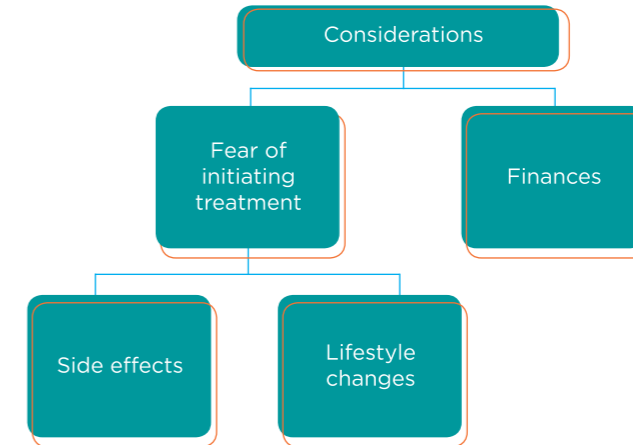 Considerations
Fear of
initiating
treatment
Finances
Side effects
Lifestyle
changes